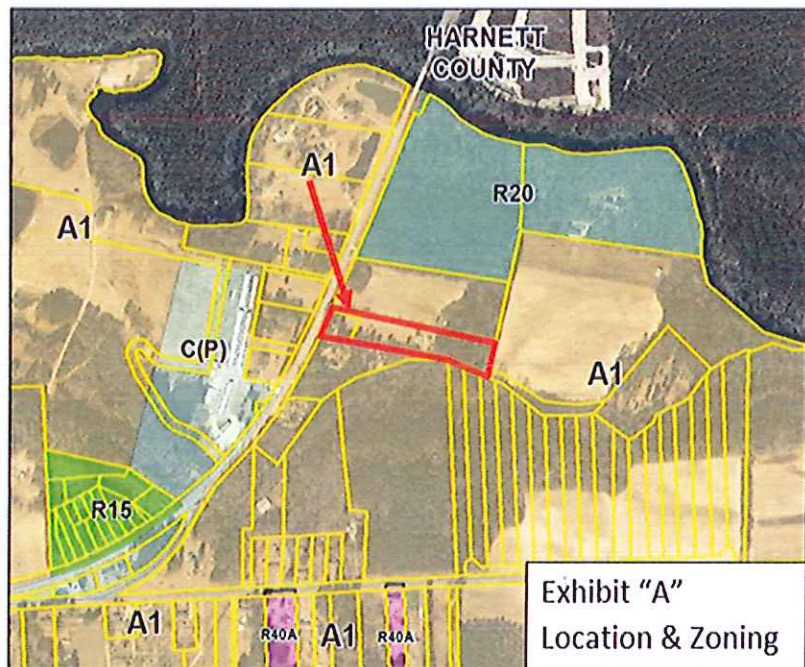 HARNETT
COUNTY
A1
R20
A1
C(P)
A1
R15
Exhibit "A"
Location & Zoning
A1
R40A
A1
R40A